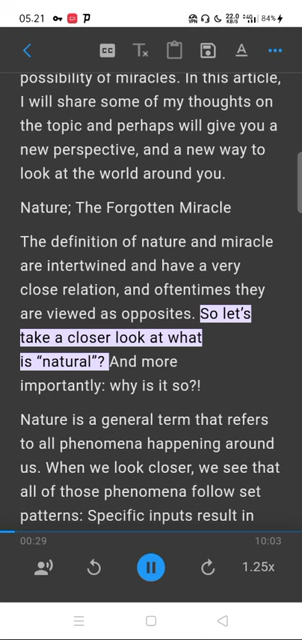 05.21
22.0 KB/S
84%
CC
possibility of miracles. In this article,
I will share some of my thoughts on
the topic and perhaps will give you a
new perspective, and a new way to
look at the world around you.
Nature; The Forgotten Miracle
The definition of nature and miracle
are intertwined and have a very
close relation, and oftentimes they
are viewed as opposites. So let’s
take a closer look at what
is “natural”? And more
importantly: why is it so?!
Nature is a general term that refers
to all phenomena happening around
us. When we look closer, we see that
all of those phenomena follow set
patterns: Specific inputs result in
00:29
10:03
1.25x